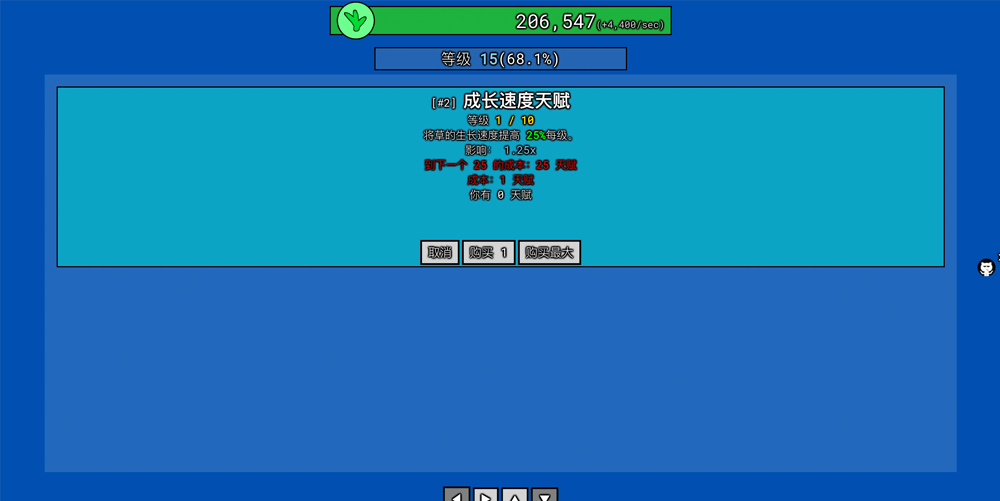 206,547(+4,400/sec)
等级 15(68.1%)
[#2] 成长速度天赋
等级 1 / 10
将草的生长速度提高 25%每级。
影响: 1.25x
到下一个 25 的成本: 25 天赋
成本: 1 天赋
你有 0 天赋
取消 购买 1 购买最大